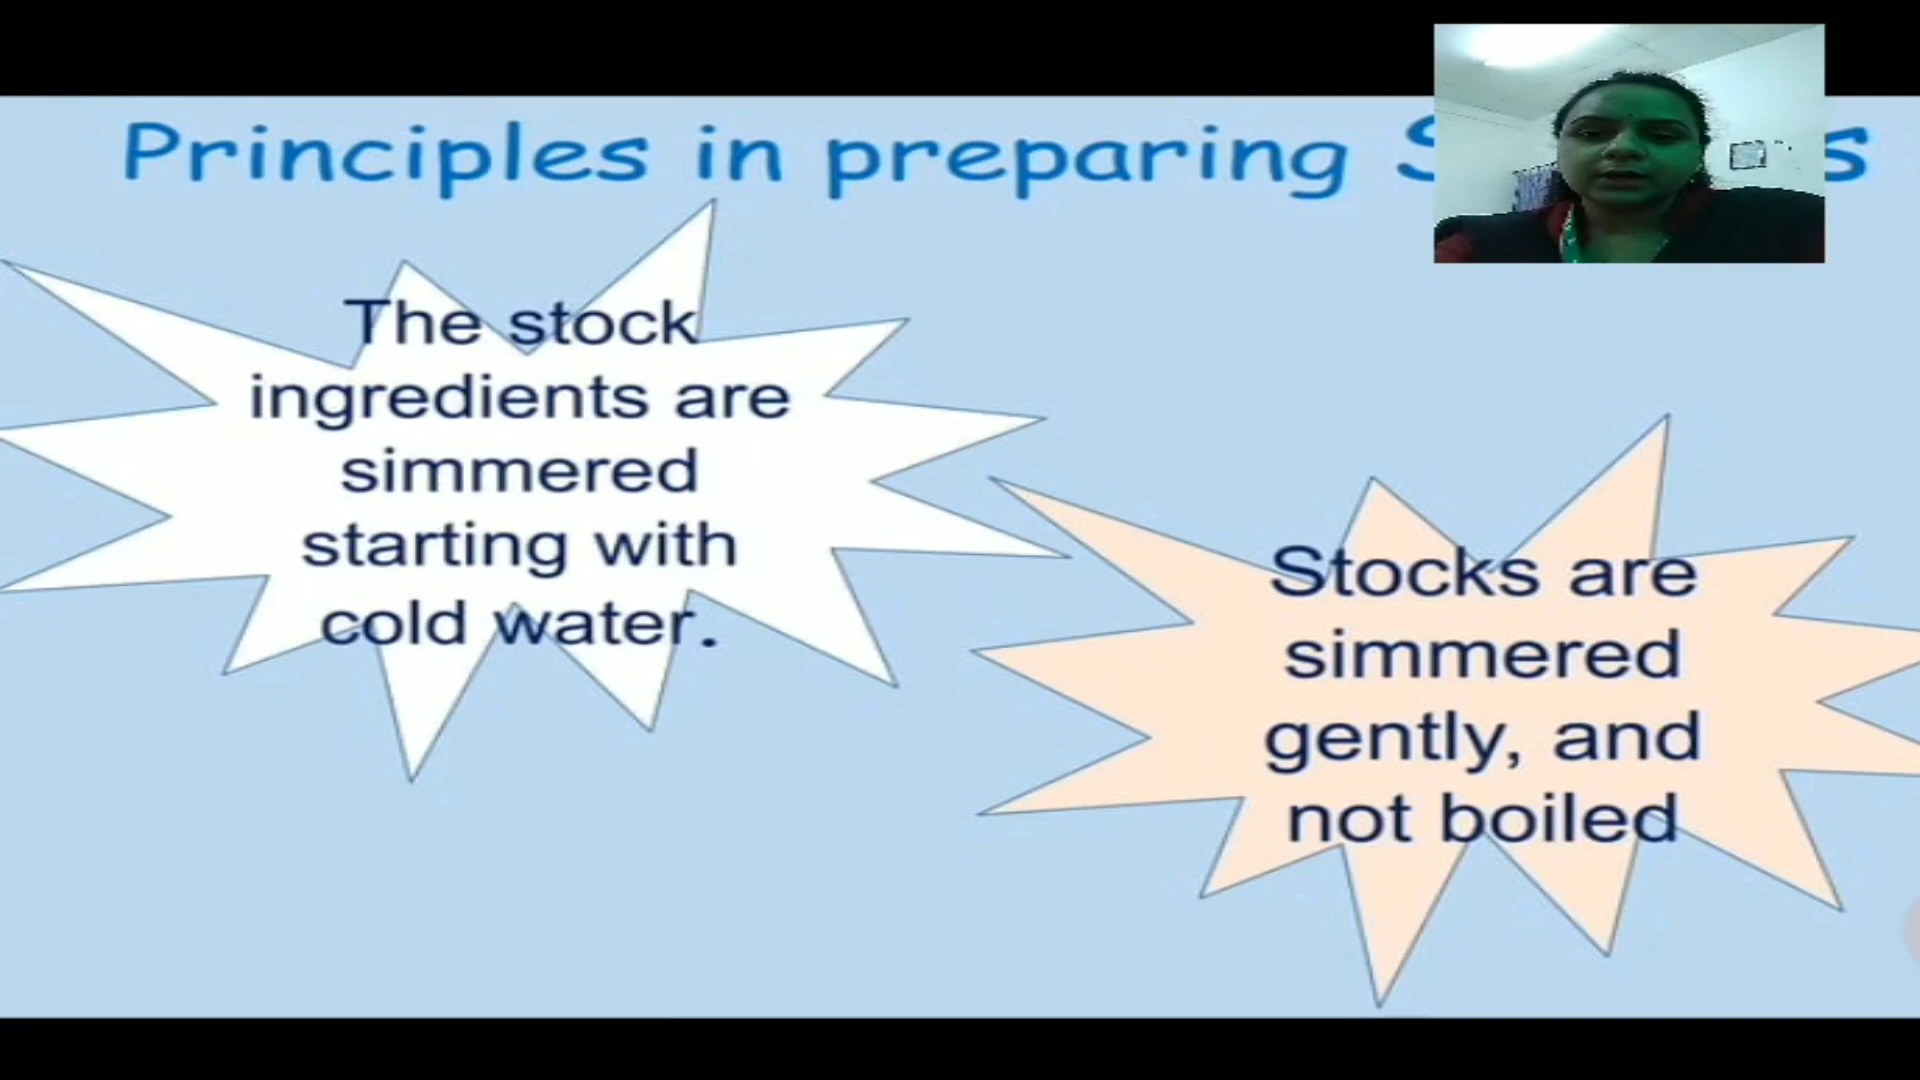 Principles in preparing
The stock
ingredients are
simmered
starting with
cold water.
Stocks are
simmered
gently, and
not boiled